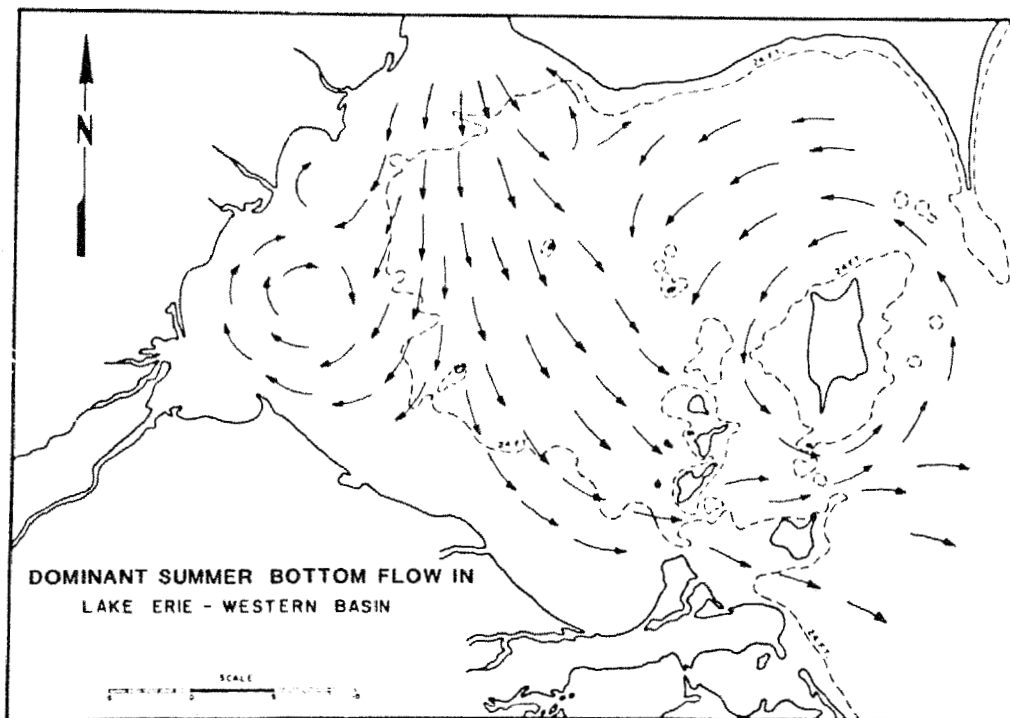 N
24 FT.
24 FT.
24 FT.
DOMINANT SUMMER BOTTOM FLOW IN
LAKE ERIE - WESTERN BASIN
SCALE
24 FT.